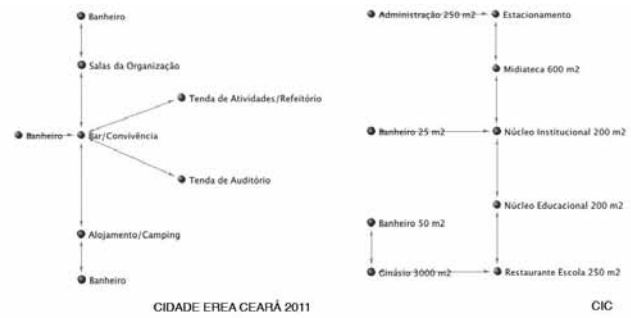 Banheiro
Salas da Organização
Tenda de Atividades/Refeitório
Banheiro
Bar/Convivência
Tenda de Auditório
Alojamento/Camping
Banheiro
CIDADE EREA CEARÁ 2011
Administração 250 m2
Estacionamento
Midiateca 600 m2
Banheiro 25 m2
Núcleo Institucional 200 m2
Núcleo Educacional 200 m2
Banheiro 50 m2
Ginásio 3000 m2
Restaurante Escola 250 m2
CIC